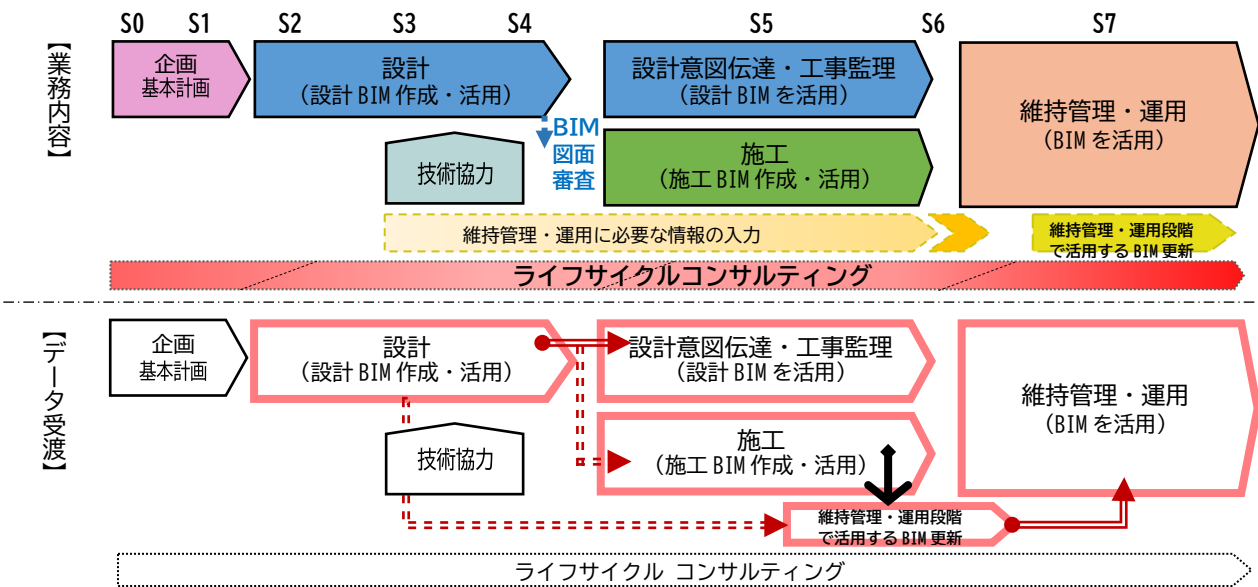 S0 S1 S2 S3 S4 S5 S6 S7
【業務内容】
企画
基本計画
設計
(設計 BIM 作成・活用)
設計意図伝達・工事監理
(設計 BIM を活用)
維持管理・運用
(BIM を活用)
BIM
図面
審査
技術協力
施工
(施工 BIM 作成・活用)
維持管理・運用に必要な情報の入力
維持管理・運用段階
で活用する BIM 更新
ライフサイクルコンサルティング
【データ受渡】
企画
基本計画
設計
(設計 BIM 作成・活用)
設計意図伝達・工事監理
(設計 BIM を活用)
維持管理・運用
(BIM を活用)
技術協力
施工
(施工 BIM 作成・活用)
維持管理・運用段階
で活用する BIM 更新
ライフサイクル コンサルティング